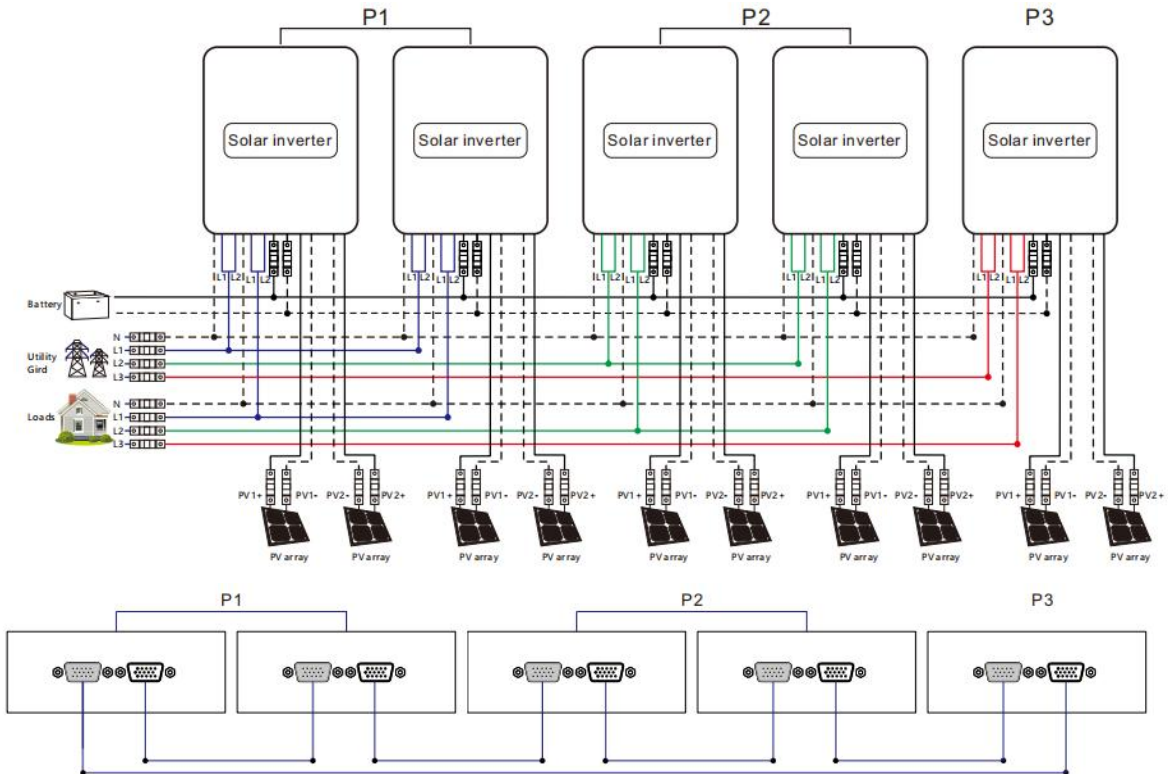 P1 P2 P3
Solar inverter Solar inverter Solar inverter Solar inverter Solar inverter
L1 L2 L1 L2 L1 L2 L1 L2 L1 L2 L1 L2 L1 L2 L1 L2 L1 L2 L1 L2
Battery
N
L1
Utility
Gird
L2
L3
N
Loads
L1
L2
L3
PV1+ PV1- PV2- PV2+ PV1+ PV1- PV2- PV2+ PV1+ PV1- PV2- PV2+ PV1+ PV1- PV2- PV2+ PV1+ PV1- PV2- PV2+
PV array PV array PV array PV array PV array PV array PV array PV array PV array PV array
P1 P2 P3